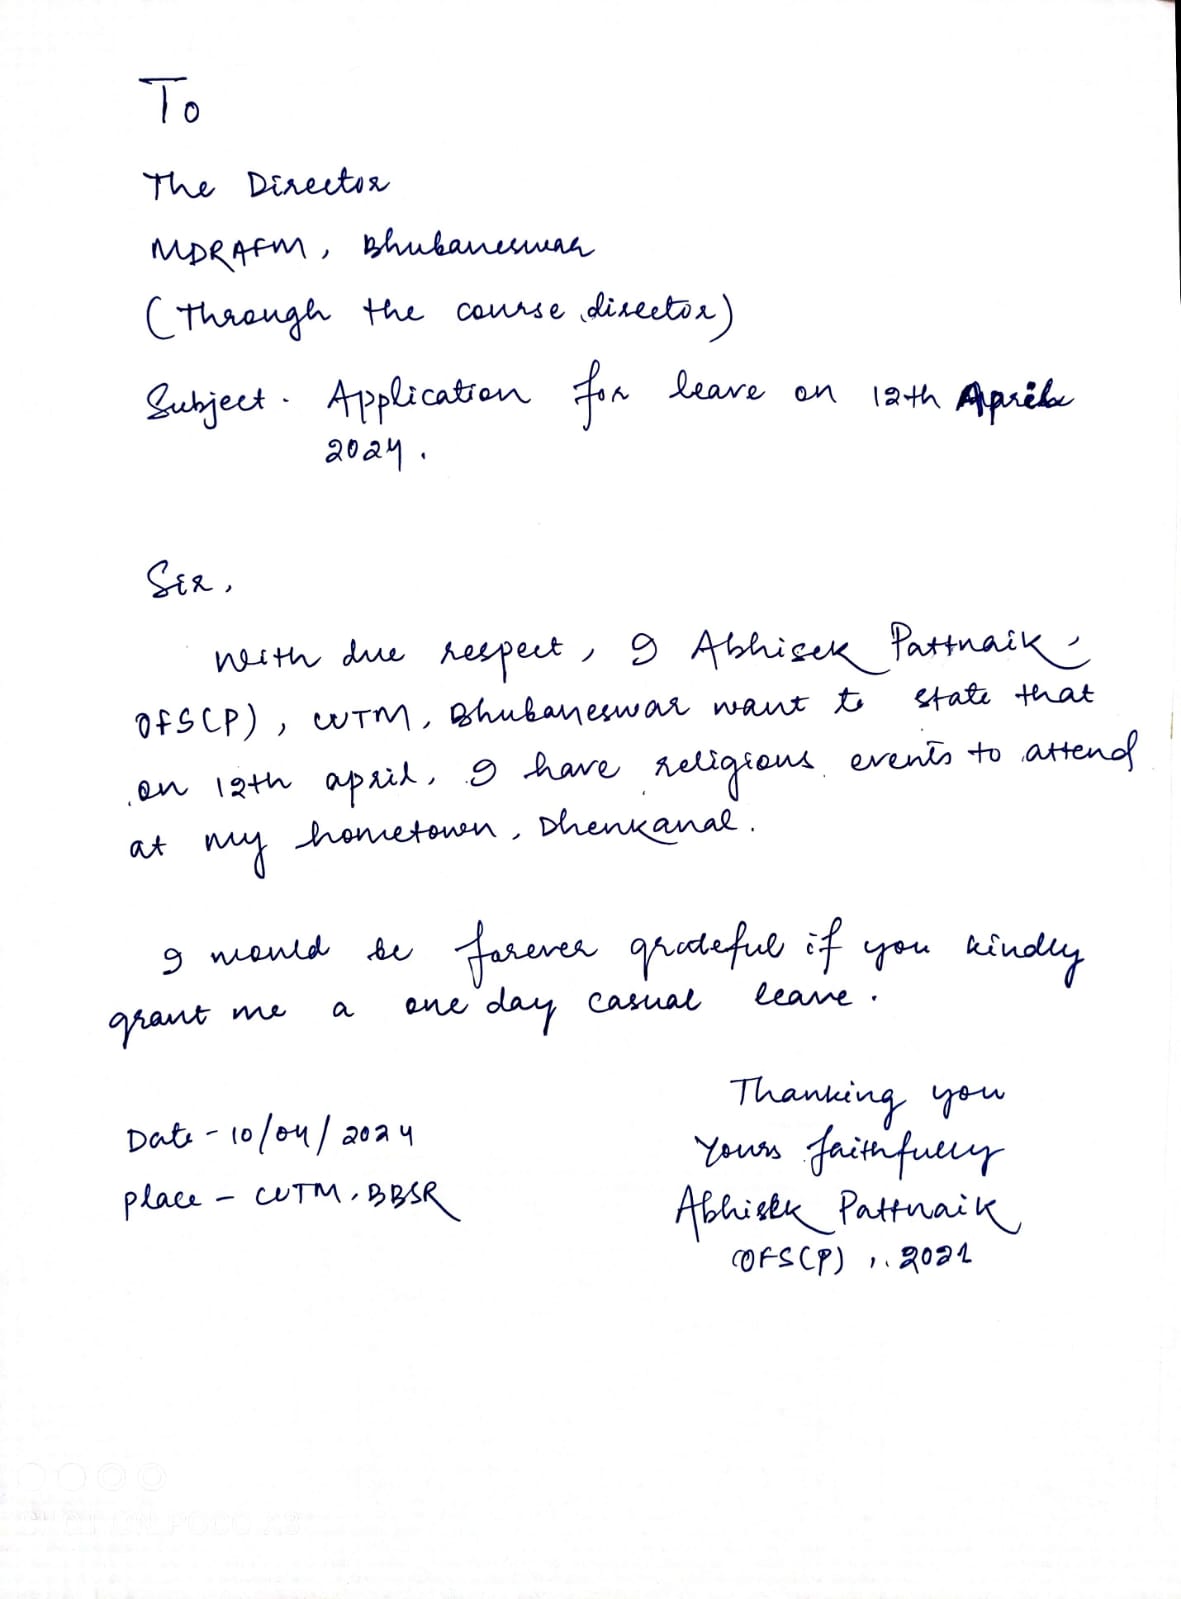 To
The Director
MDRAFM, Bhubaneswar
(Through the course director)
Subject. Application for leave on 12th April
2024.
Sir,
With due respect, I Abhisek Pattnaik,
OFS(P), CUTM, Bhubaneswar want to state that
on 12th april, I have religious events to attend
at my hometown, Dhenkanal.
I would be forever grateful if you kindly
grant me a one day casual leave.
Thanking you
Yours faithfully
Abhisek Pattnaik
OFS(P), 2021
Date - 10/04/2024
Place - CUTM, BBSR